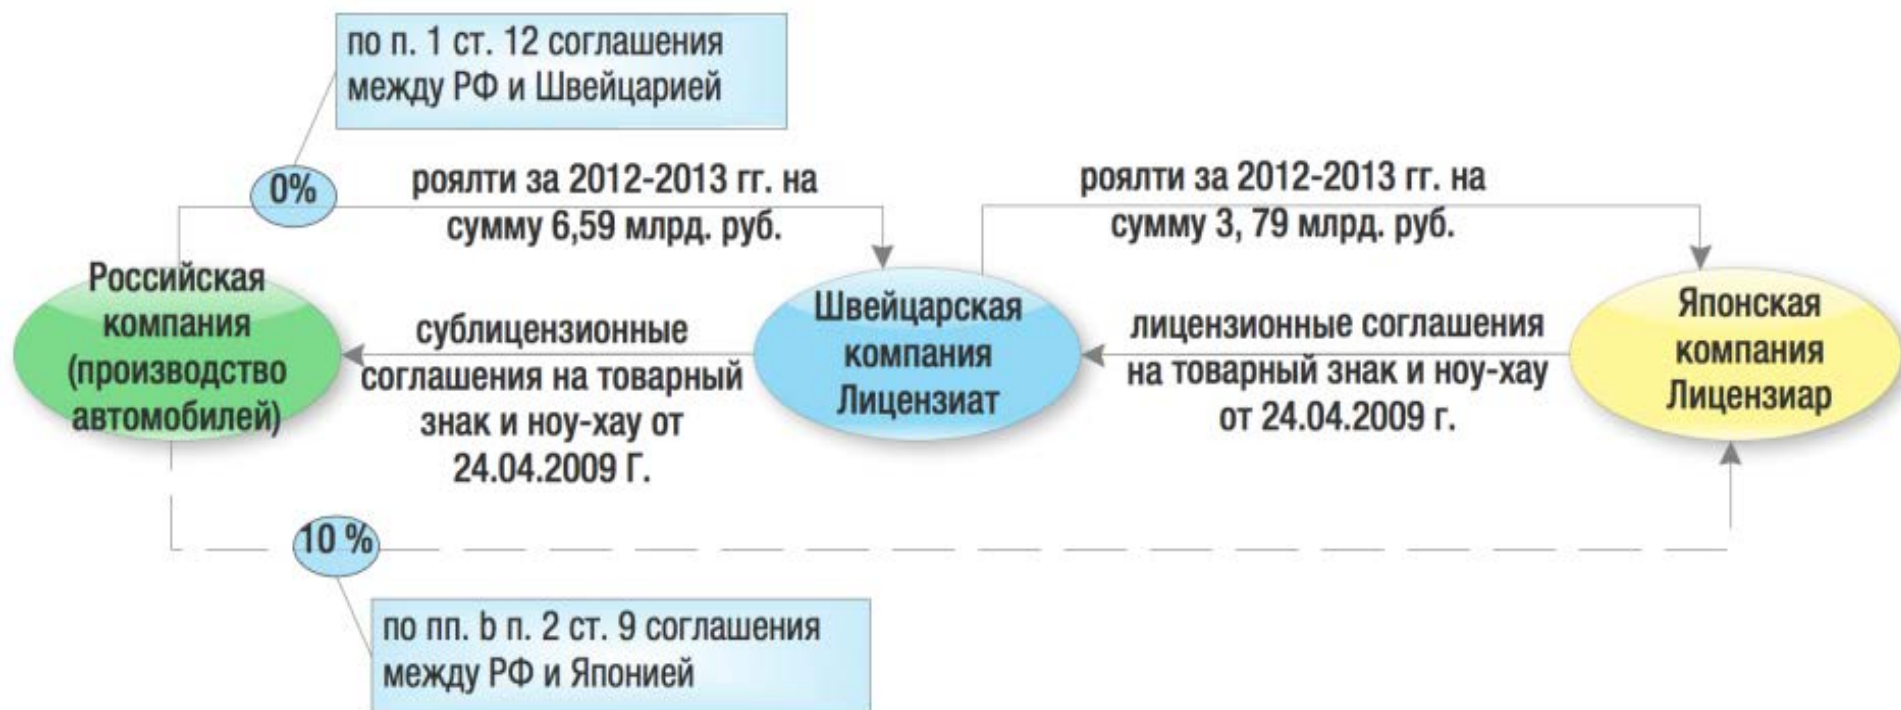 по п. 1 ст. 12 соглашения
между РФ и Швейцарией
0%
роялти за 2012-2013 гг. на
сумму 6,59 млрд. руб.
роялти за 2012-2013 гг. на
сумму 3, 79 млрд. руб.
Российская
компания
(производство
автомобилей)
сублицензионные
соглашения на товарный
знак и ноу-хау от
24.04.2009 Г.
Швейцарская
компания
Лицензиат
лицензионные соглашения
на товарный знак и ноу-хау
от 24.04.2009 г.
Японская
компания
Лицензиар
10 %
по пп. b п. 2 ст. 9 соглашения
между РФ и Японией